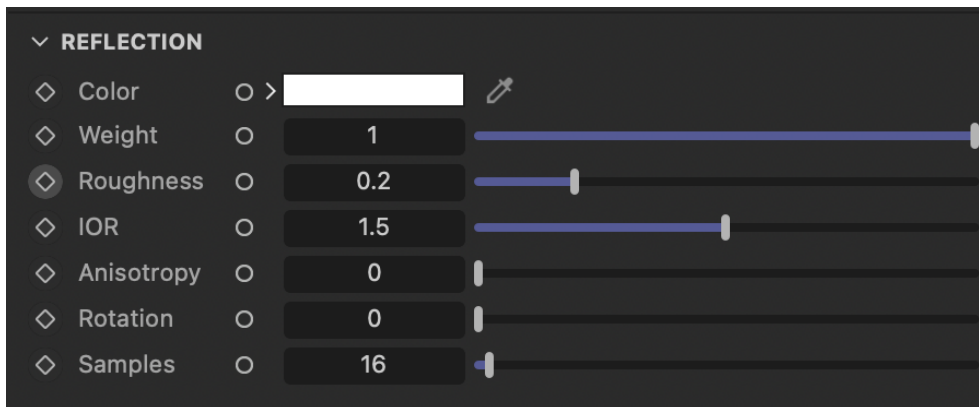 REFLECTION
Color
Weight 1
Roughness 0.2
IOR 1.5
Anisotropy 0
Rotation 0
Samples 16